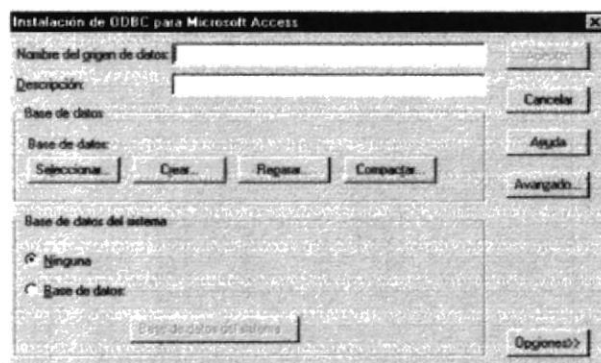 Instalación de ODBC para Microsoft Access
Nombre del origen de datos:
Aceptar
Descripción:
Cancelar
Base de datos
Ayuda
Base de datos:
Seleccionar...
Crear...
Reparar...
Compactar...
Avanzado...
Base de datos del sistema
Ninguna
Base de datos:
Base de datos del sistema...
Opciones>>